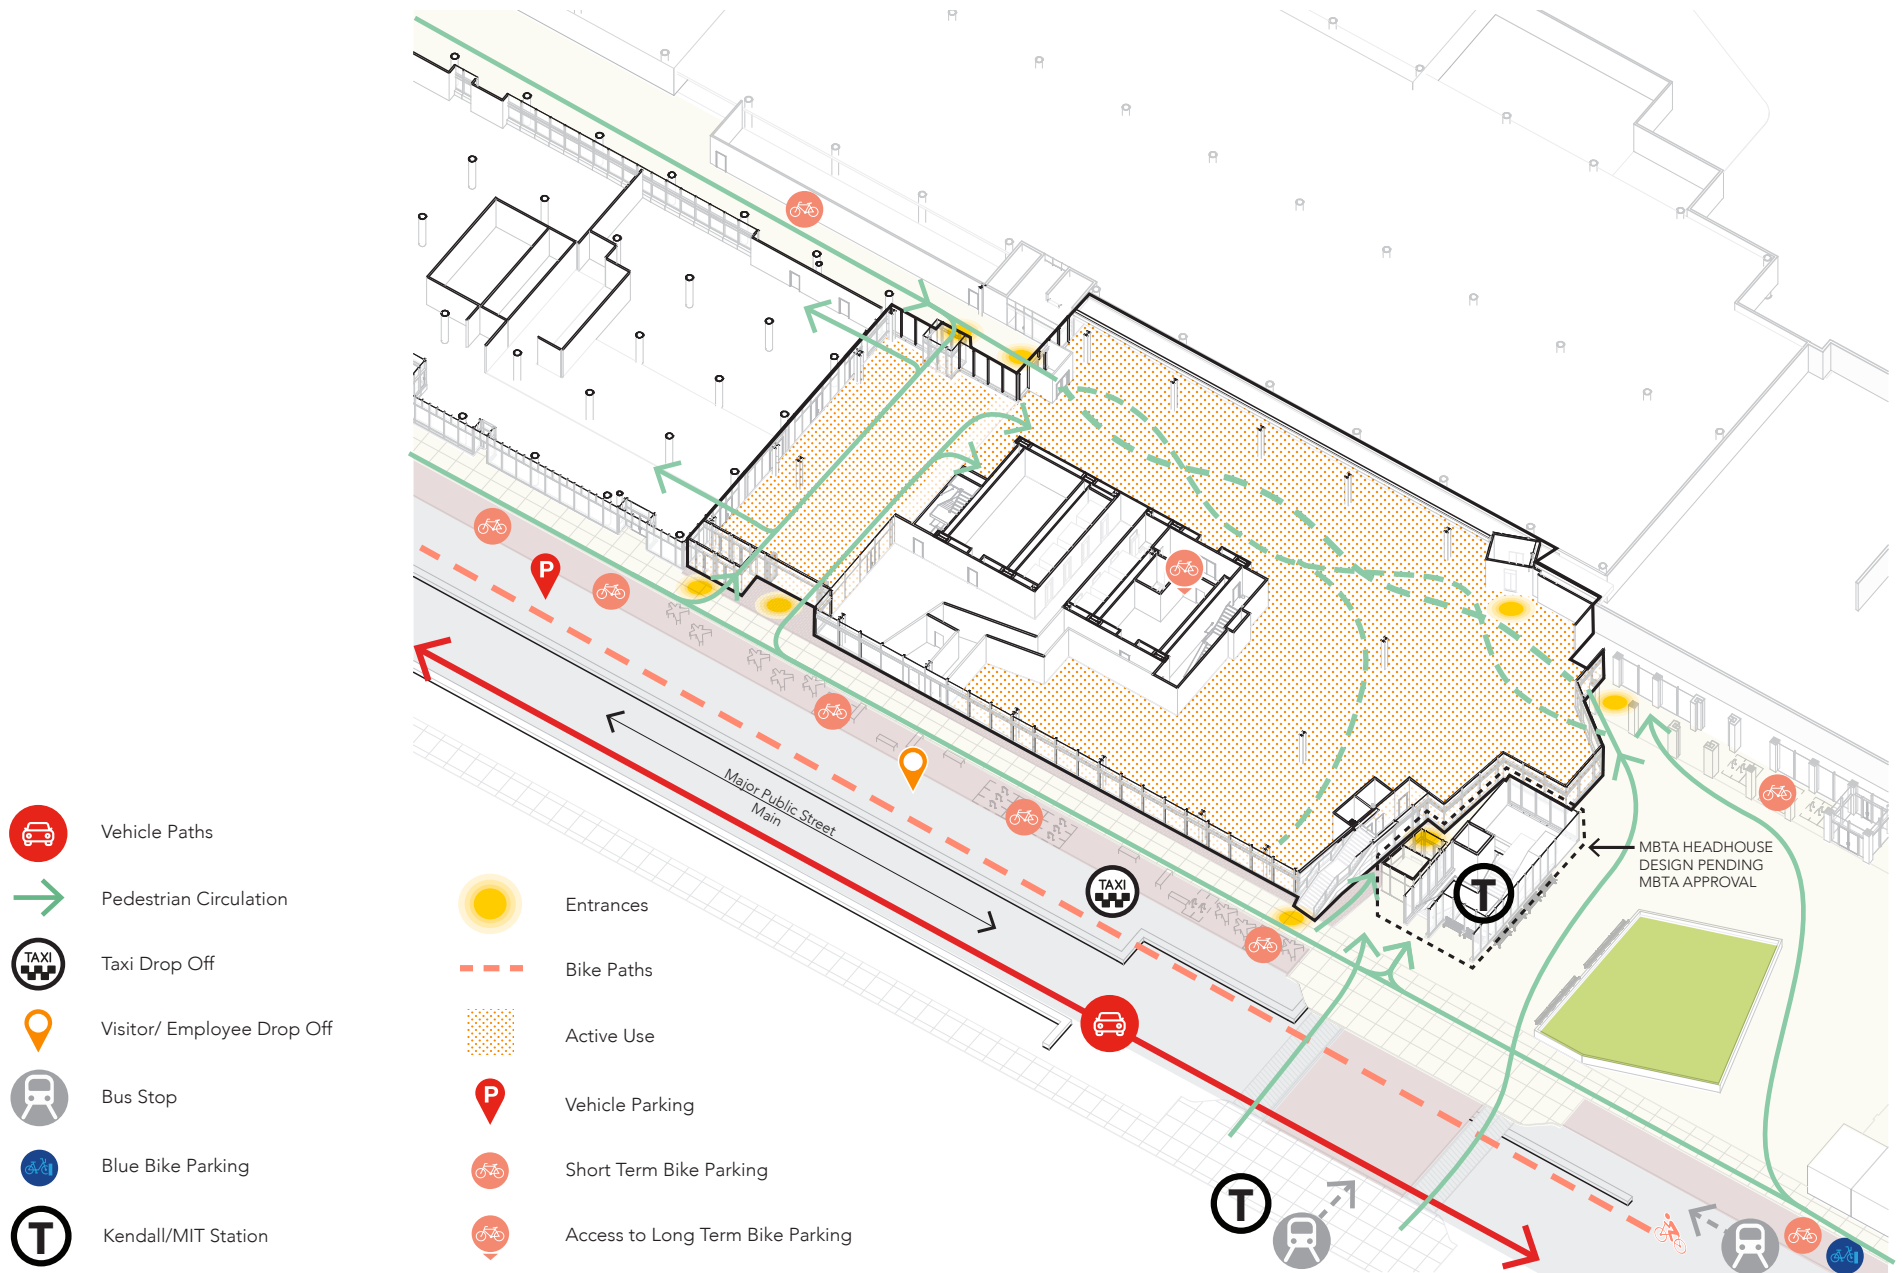 Major Public Street
Main
TAXI
P
T
MBTA HEADHOUSE
DESIGN PENDING
MBTA APPROVAL
T
Vehicle Paths
Pedestrian Circulation
TAXI
Taxi Drop Off
Visitor/ Employee Drop Off
Bus Stop
Blue Bike Parking
T
Kendall/MIT Station
Entrances
Bike Paths
Active Use
P
Vehicle Parking
Short Term Bike Parking
Access to Long Term Bike Parking